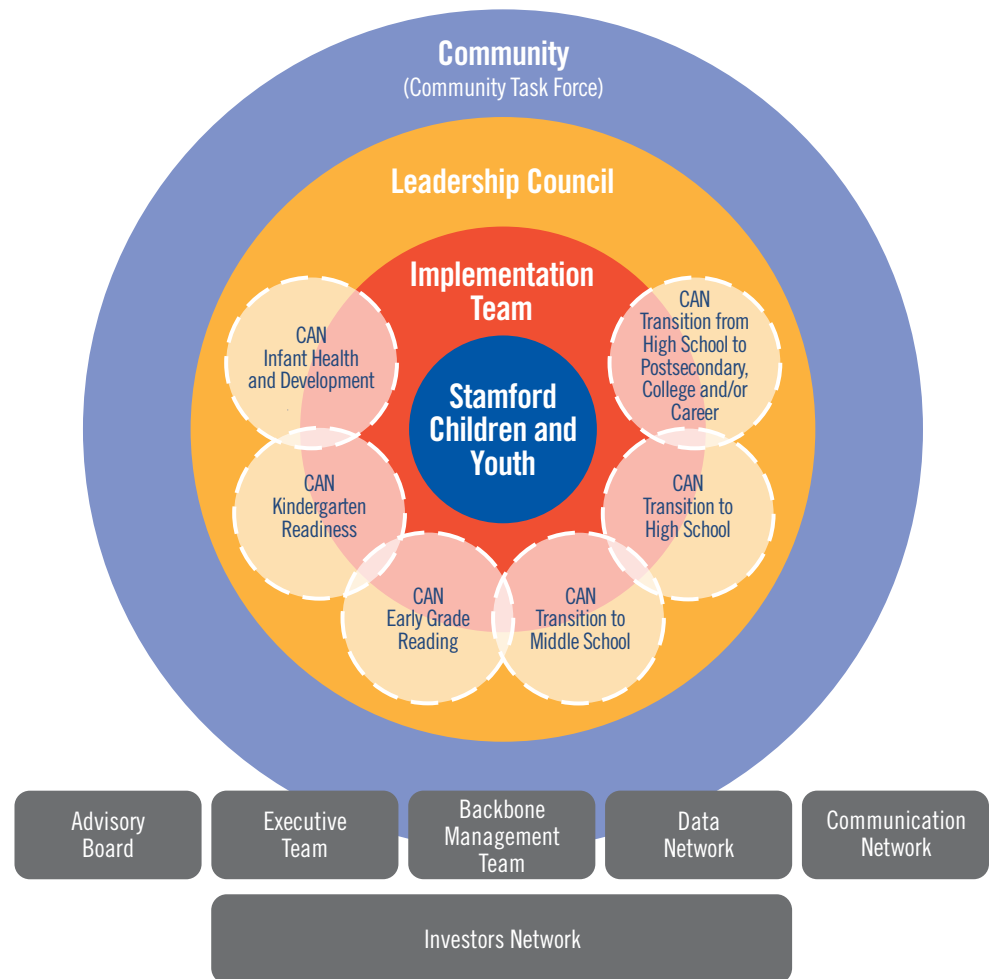 Community
(Community Task Force)
Leadership Council
Implementation
Team
Stamford
Children and
Youth
CAN
Infant Health
and Development
CAN
Kindergarten
Readiness
CAN
Early Grade
Reading
CAN
Transition to
Middle School
CAN
Transition to
High School
CAN
Transition from
High School to
Postsecondary,
College and/or
Career
Advisory
Board
Executive
Team
Backbone
Management
Team
Data
Network
Communication
Network
Investors Network